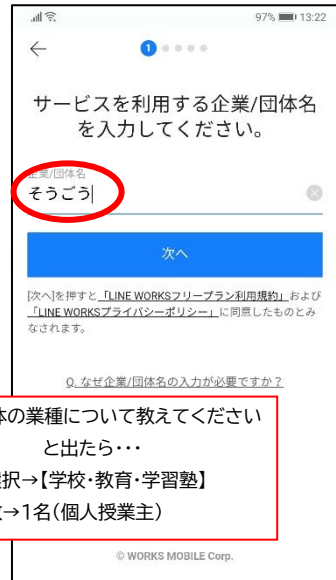 97% 13:22
1
サービスを利用する企業/団体名
を入力してください。
企業/団体名
そうごう
次へ
[次へ]を押すと「LINE WORKSフリープラン利用規約」および
「LINE WORKSプライバシーポリシー」に同意したものとみ
なされます。
Q. なぜ企業/団体名の入力が必要ですか?
体の業種について教えてください
と出たら・・・
択→【学校・教育・学習塾】
→1名(個人授業主)
© WORKS MOBILE Corp.